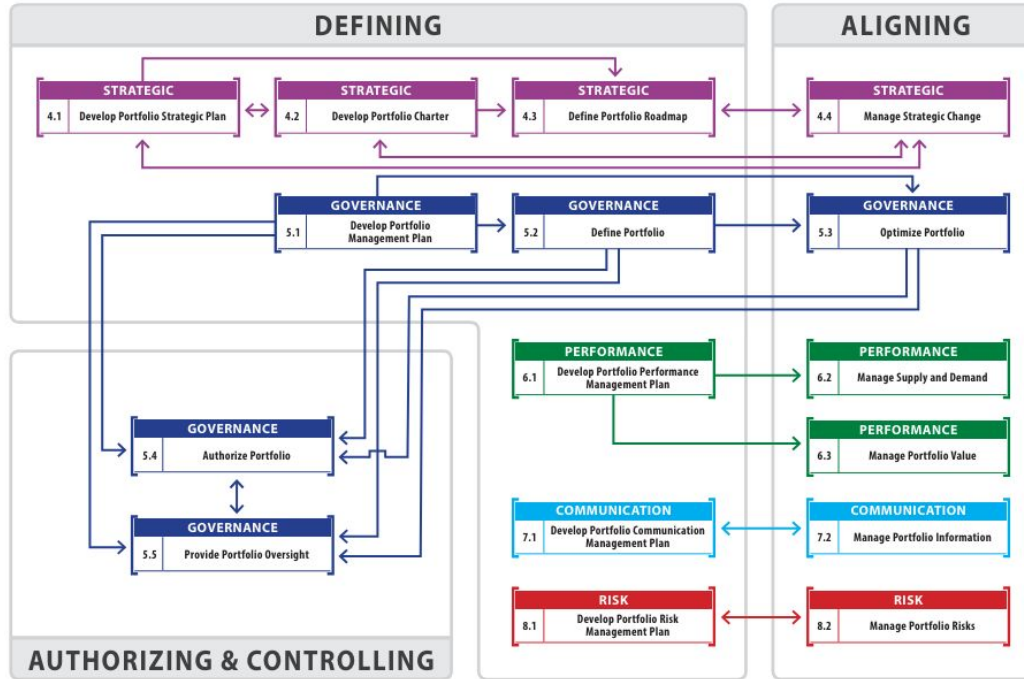 DEFINING
ALIGNING
STRATEGIC
4.1 Develop Portfolio Strategic Plan
STRATEGIC
4.2 Develop Portfolio Charter
STRATEGIC
4.3 Define Portfolio Roadmap
STRATEGIC
4.4 Manage Strategic Change
GOVERNANCE
5.1 Develop Portfolio
Management Plan
GOVERNANCE
5.2 Define Portfolio
GOVERNANCE
5.3 Optimize Portfolio
PERFORMANCE
6.1 Develop Portfolio Performance
Management Plan
PERFORMANCE
6.2 Manage Supply and Demand
GOVERNANCE
5.4 Authorize Portfolio
PERFORMANCE
6.3 Manage Portfolio Value
GOVERNANCE
5.5 Provide Portfolio Oversight
COMMUNICATION
7.1 Develop Portfolio Communication
Management Plan
COMMUNICATION
7.2 Manage Portfolio Information
RISK
8.1 Develop Portfolio Risk
Management Plan
RISK
8.2 Manage Portfolio Risks
AUTHORIZING & CONTROLLING